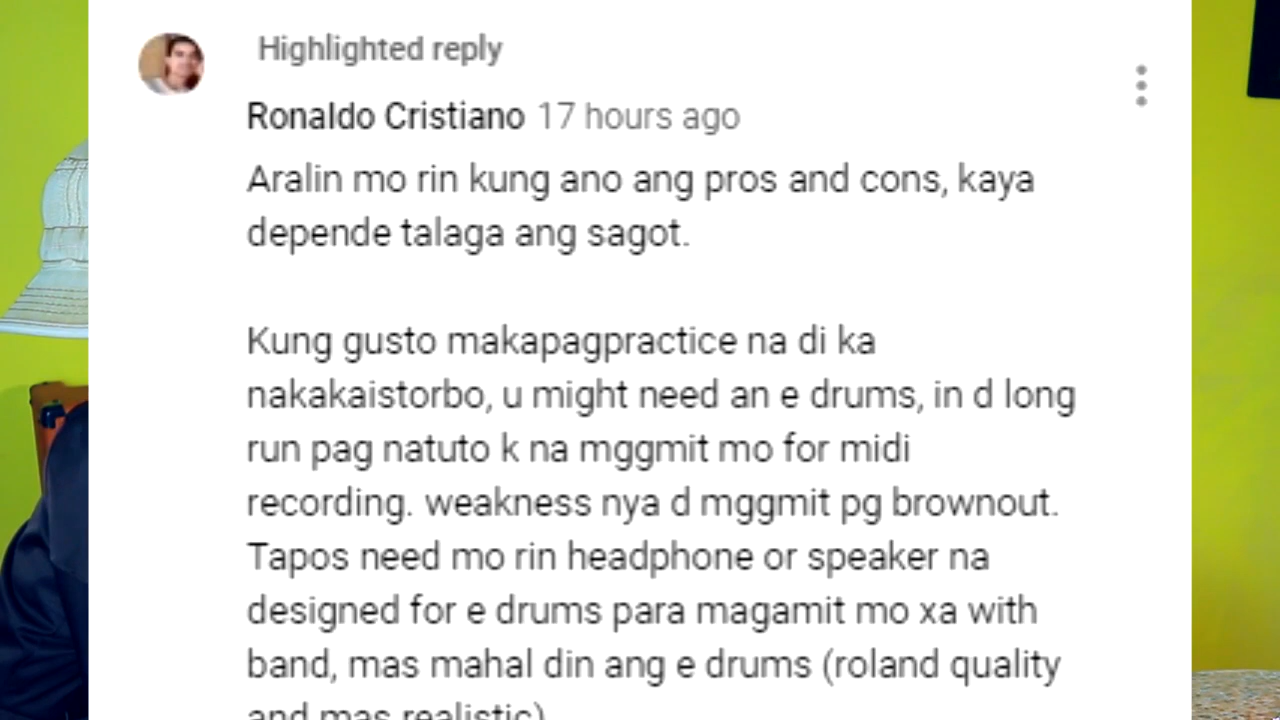 Highlighted reply
Ronaldo Cristiano 17 hours ago
Aralin mo rin kung ano ang pros and cons, kaya
depende talaga ang sagot.
Kung gusto makapagpractice na di ka
nakakaistorbo, u might need an e drums, in d long
run pag natuto k na mggmit mo for midi
recording. weakness nya d mggmit pg brownout.
Tapos need mo rin headphone or speaker na
designed for e drums para magamit mo xa with
band, mas mahal din ang e drums (roland quality
and mas realistic)